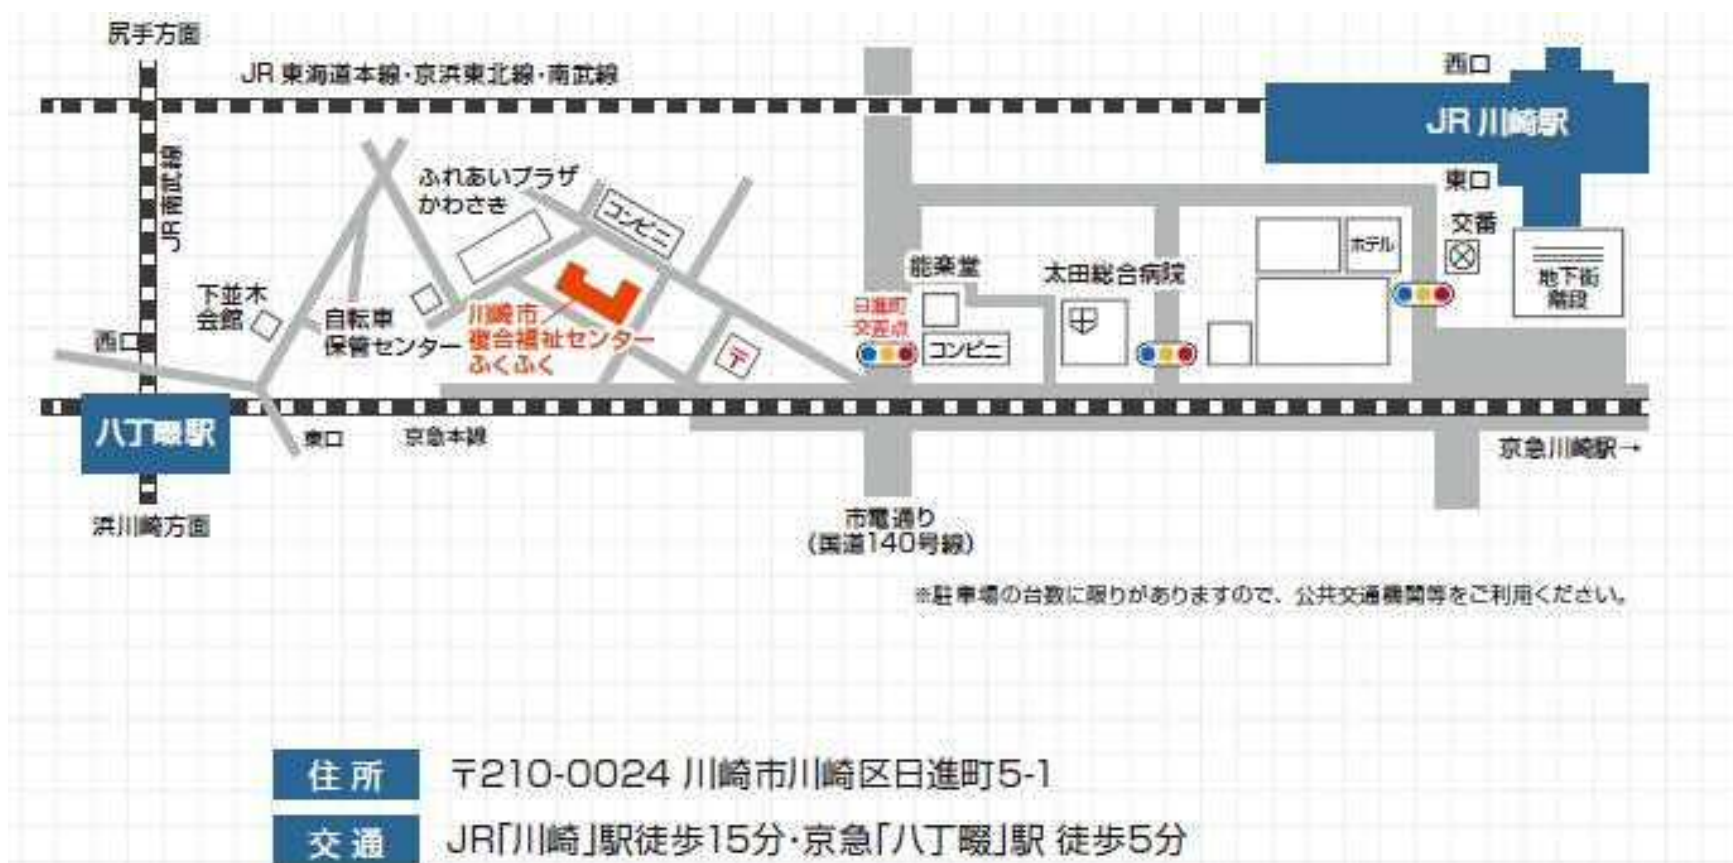 尻手方面
JR 東海道本線・京浜東北線・南武線
西口
JR 川崎駅
東口
交番
地下街
階段
ホテル
JR 南武線
ふれあいプラザ
かわさき
コンビニ
能楽堂
太田総合病院
下並木
会館
自転車
保管センター
川崎市
複合福祉センター
ふくふく
日進町
交差点
コンビニ
〒
西口
八丁畷駅
東口
京急本線
京急川崎駅→
浜川崎方面
市電通り
(国道140号線)
※駐車場の台数に限りがありますので、公共交通機関等をご利用ください。
住所 〒210-0024 川崎市川崎区日進町5-1
交通 JR「川崎」駅徒歩15分・京急「八丁畷」駅 徒歩5分